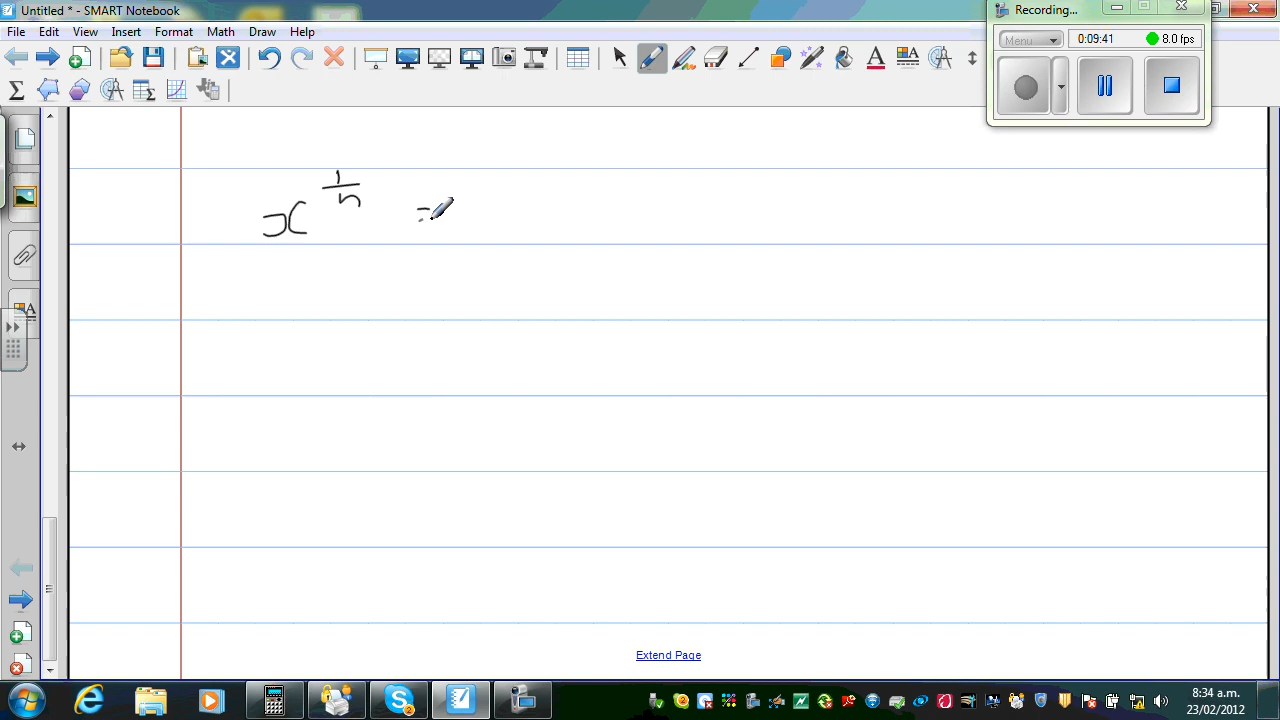 Untitled * - SMART Notebook
Recording...
File Edit View Insert Format Math Draw Help
Menu 0:09:41 8.0 fps
x^(1/n) =
Extend Page
8:34 a.m.
23/02/2012